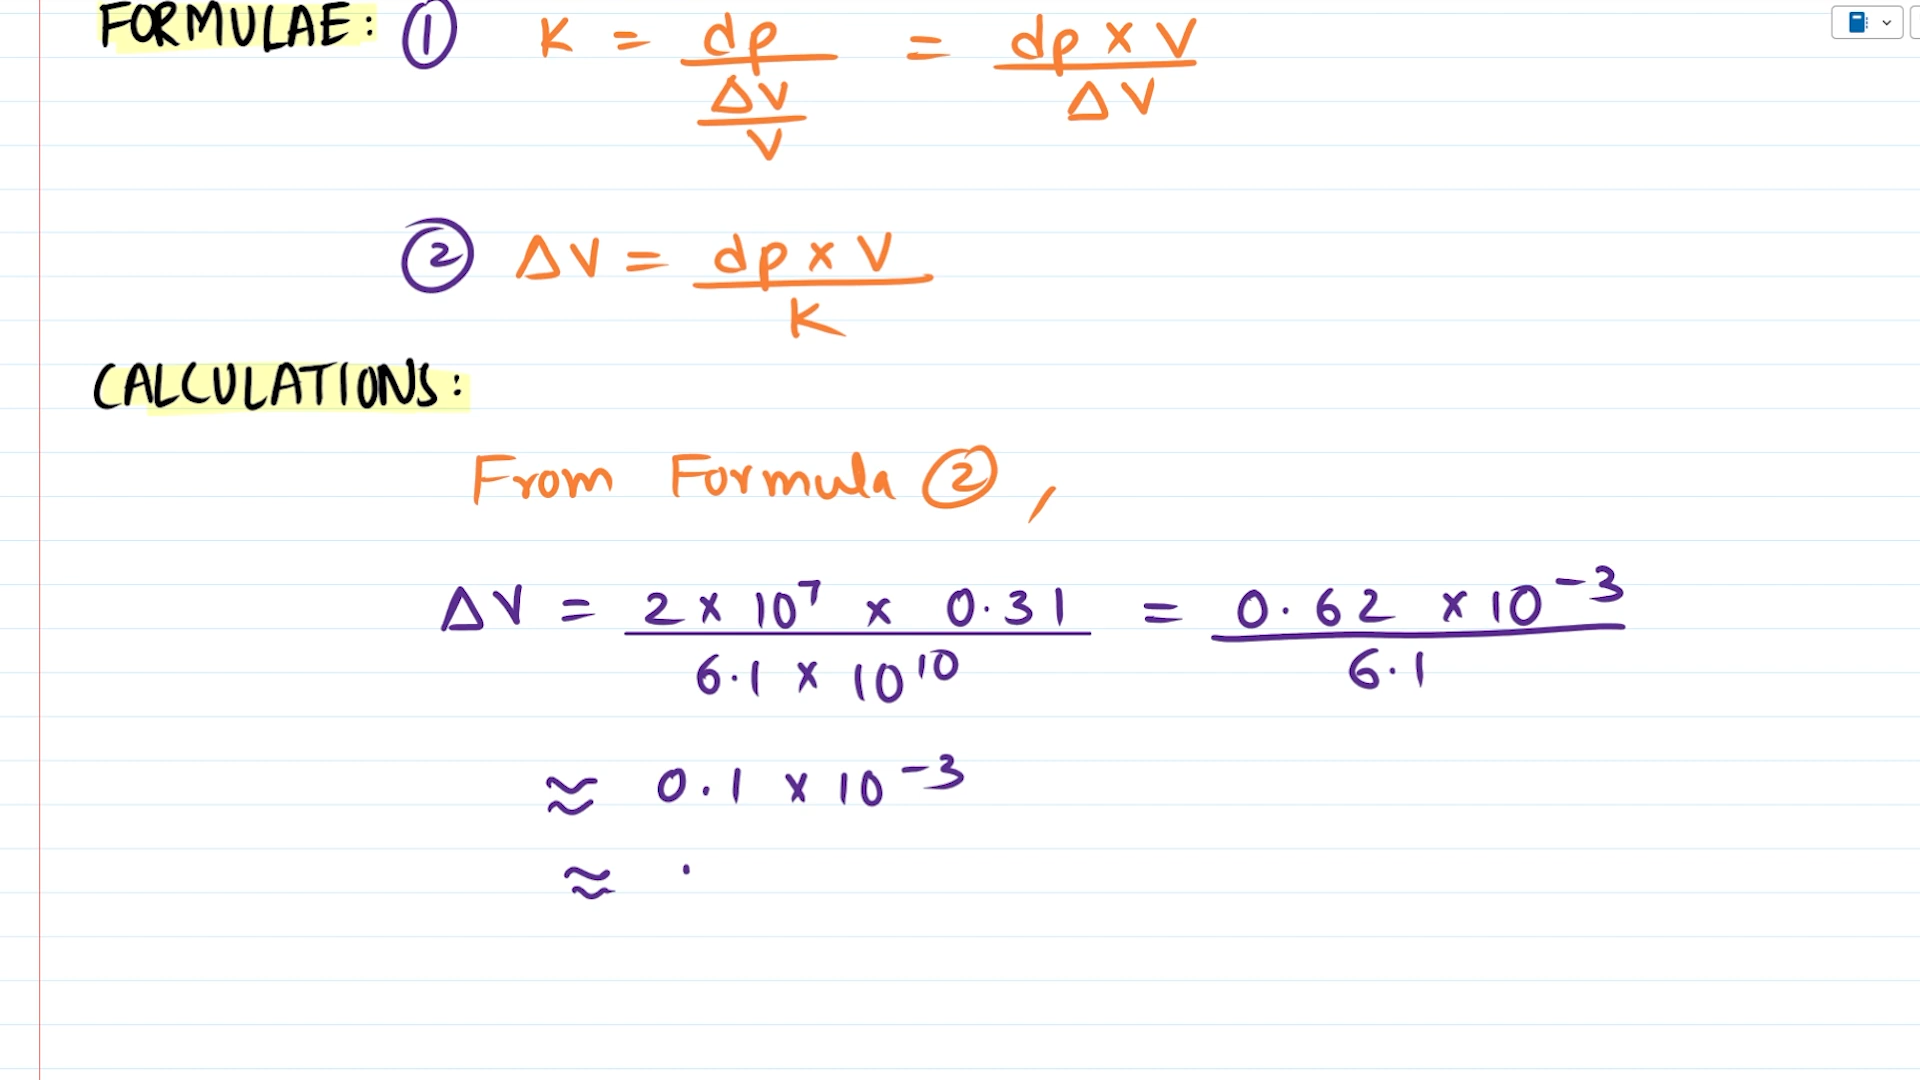 FORMULAE: ① K = dp / (ΔV / V) = dp × V / ΔV
② ΔV = dp × V / K
CALCULATIONS:
From Formula ②,
ΔV = 2 × 10⁷ × 0.31 / 6.1 × 10¹⁰ = 0.62 × 10⁻³ / 6.1
≈ 0.1 × 10⁻³
≈ .